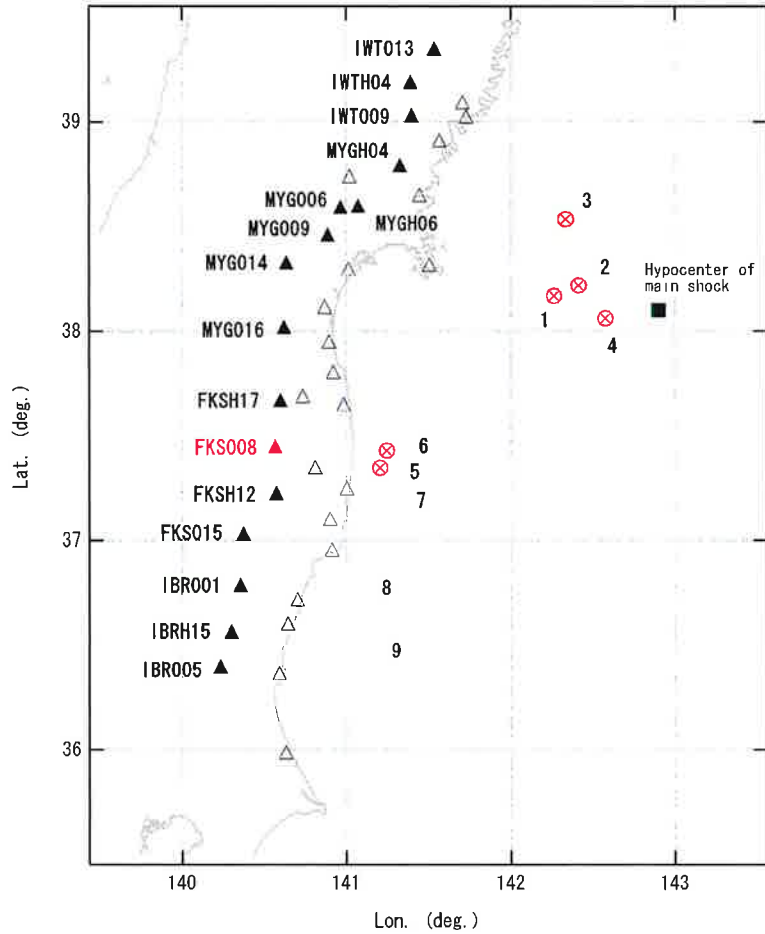 IWT013
IWTH04
39
IWT009
MYGH04
MYG006
3
MYG009
MYGH06
2
MYG014
Hypocenter of
main shock
38
MYG016
1
4
FKSH17
FKS008
6
5
FKSH12
7
FKS015
37
IBR001
8
IBRH15
9
IBR005
36
140
141
142
143
Lon. (deg.)
Lat. (deg.)